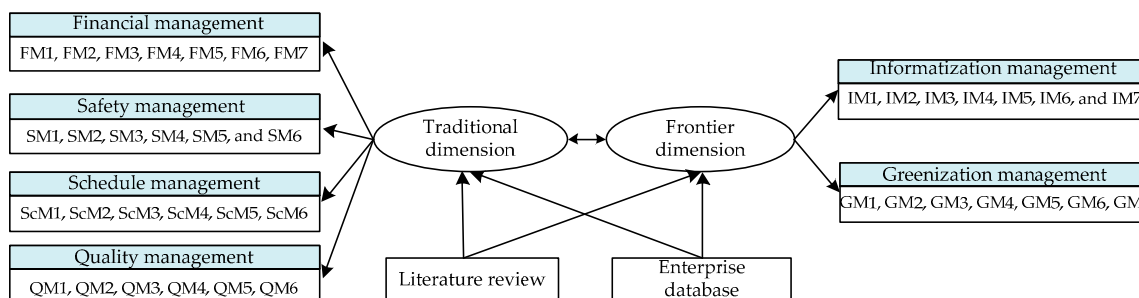 Financial management
FM1, FM2, FM3, FM4, FM5, FM6, FM7
Safety management
SM1, SM2, SM3, SM4, SM5, and SM6
Schedule management
ScM1, ScM2, ScM3, ScM4, ScM5, ScM6
Quality management
QM1, QM2, QM3, QM4, QM5, QM6
Traditional
dimension
Frontier
dimension
Literature review
Enterprise
database
Informatization management
IM1, IM2, IM3, IM4, IM5, IM6, and IM7
Greenization management
GM1, GM2, GM3, GM4, GM5, GM6, GM